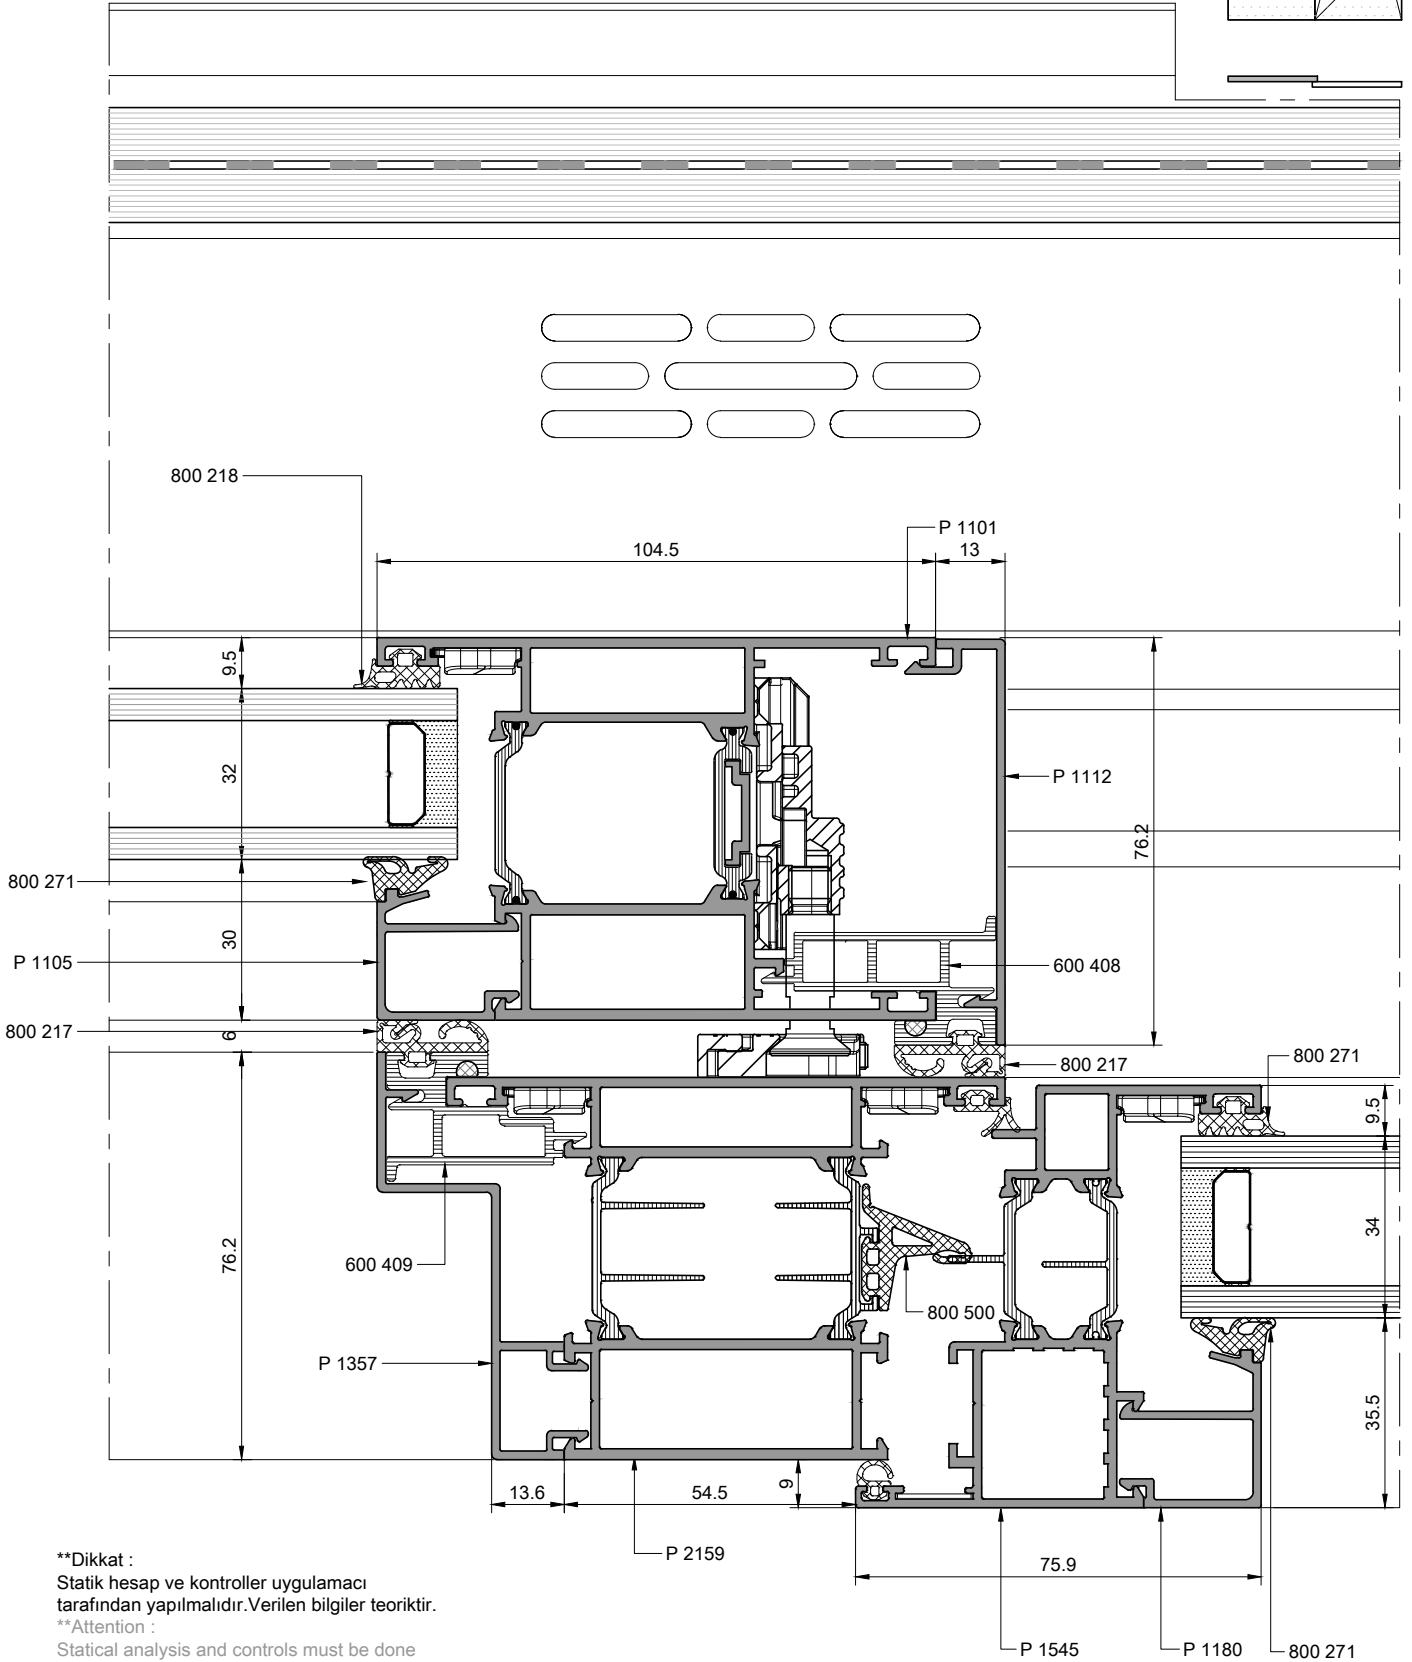 800 218
P 1101
104.5
13
9.5
32
P 1112
76.2
800 271
30
P 1105
600 408
800 217
6
800 217
800 271
9.5
34
76.2
600 409
800 500
P 1357
35.5
13.6
54.5
9
P 2159
75.9
**Dikkat :
Statik hesap ve kontroller uygulamacı
tarafından yapılmalıdır.Verilen bilgiler teoriktir.
**Attention :
Statical analysis and controls must be done
P 1545
P 1180
800 271